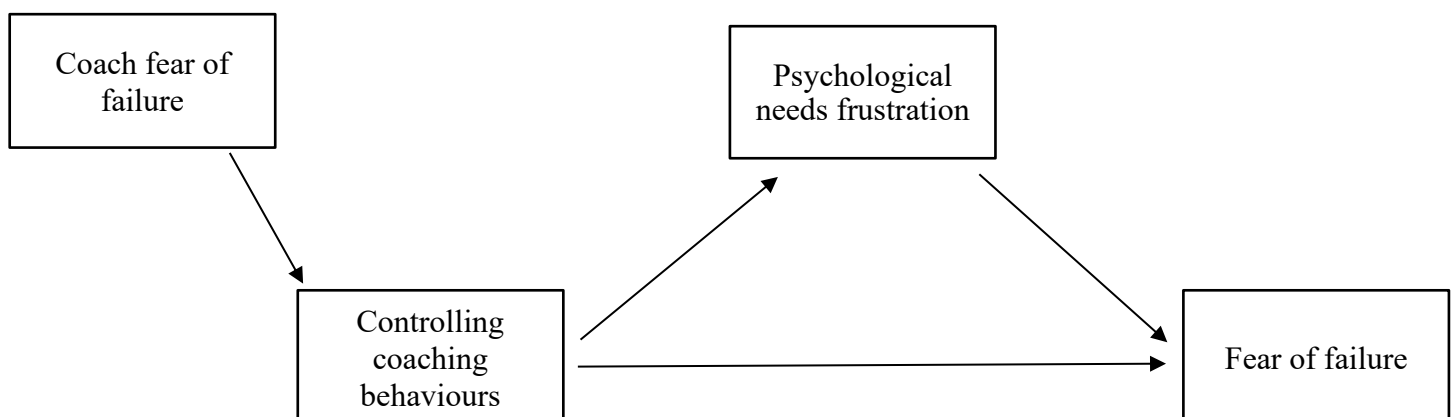 Coach fear of
failure
Psychological
needs frustration
Controlling
coaching
behaviours
Fear of failure